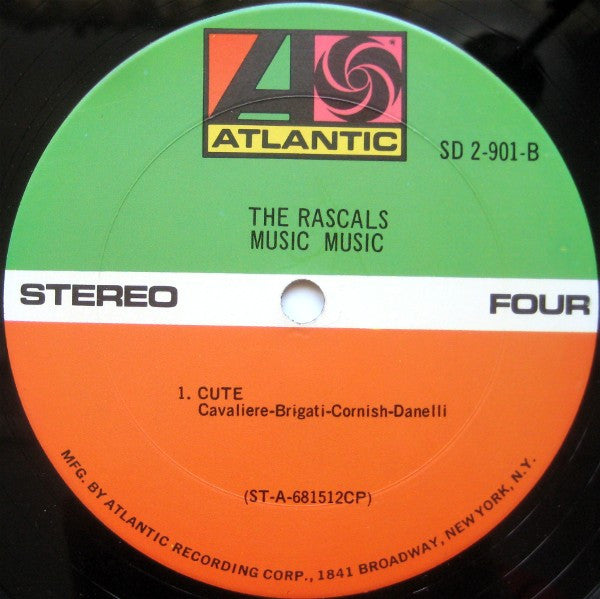 ATLANTIC
SD 2-901-B
THE RASCALS
MUSIC MUSIC
STEREO
FOUR
1. CUTE
Cavaliere-Brigati-Cornish-Danelli
(ST-A-681512CP)
MFG. BY ATLANTIC RECORDING CORP., 1841 BROADWAY, NEW YORK, N.Y.